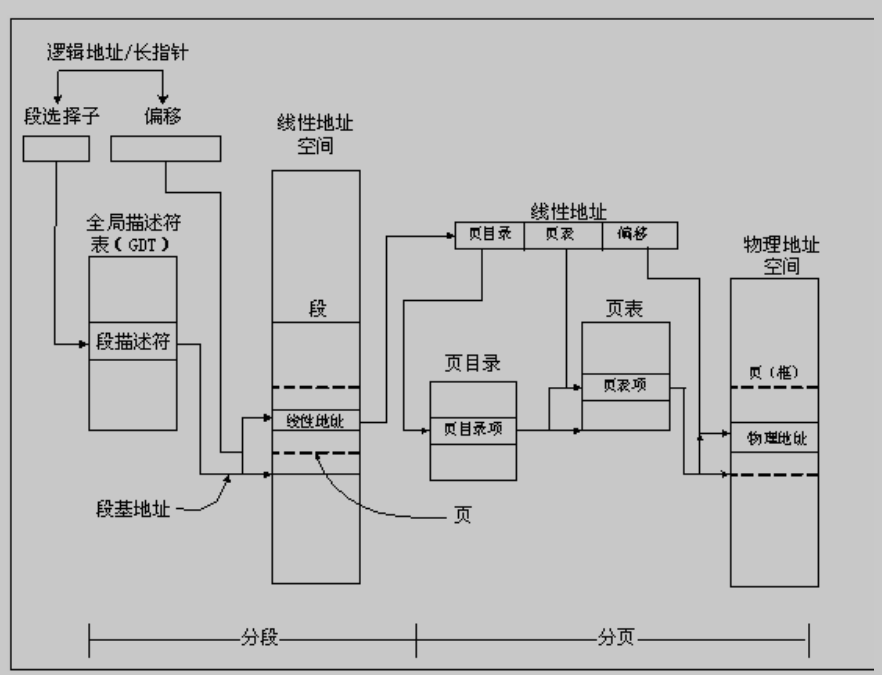 逻辑地址/长指针
段选择子
偏移
线性地址
空间
全局描述符
表(GDT)
段描述符
段
线性地址
段基地址
页
线性地址
页目录
页表
偏移
页目录
页目录项
页表
页表项
物理地址
空间
页(框)
物理地址
分段
分页